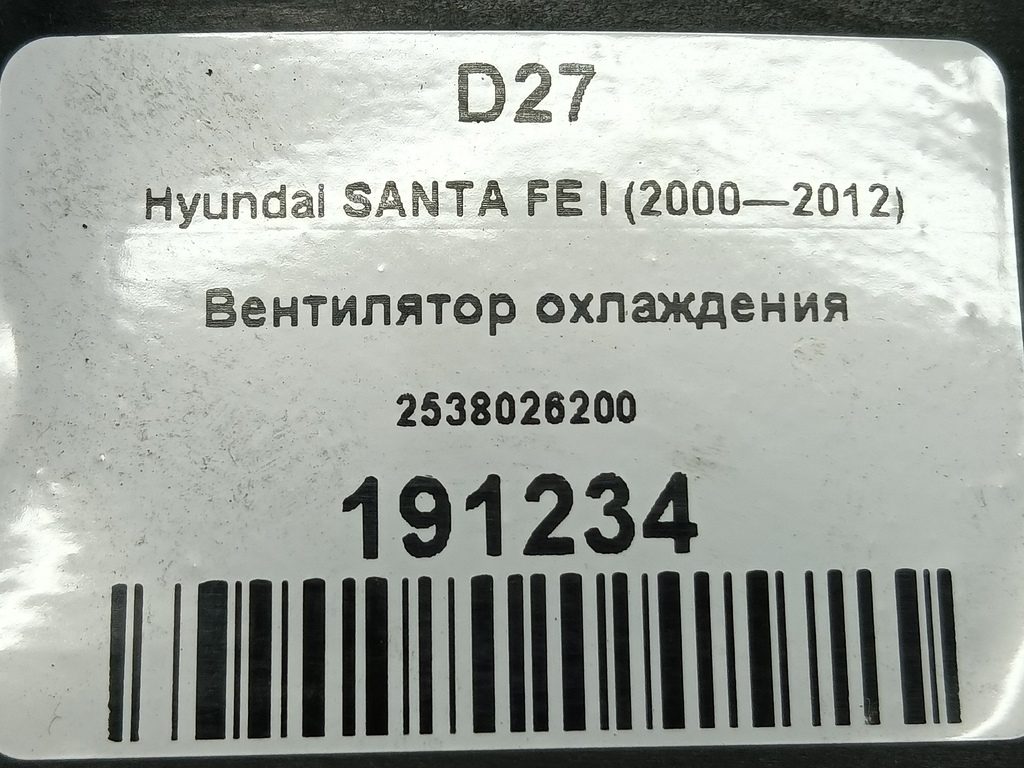 D27
Hyundai SANTA FE I (2000—2012)
Вентилятор охлаждения
2538026200
191234